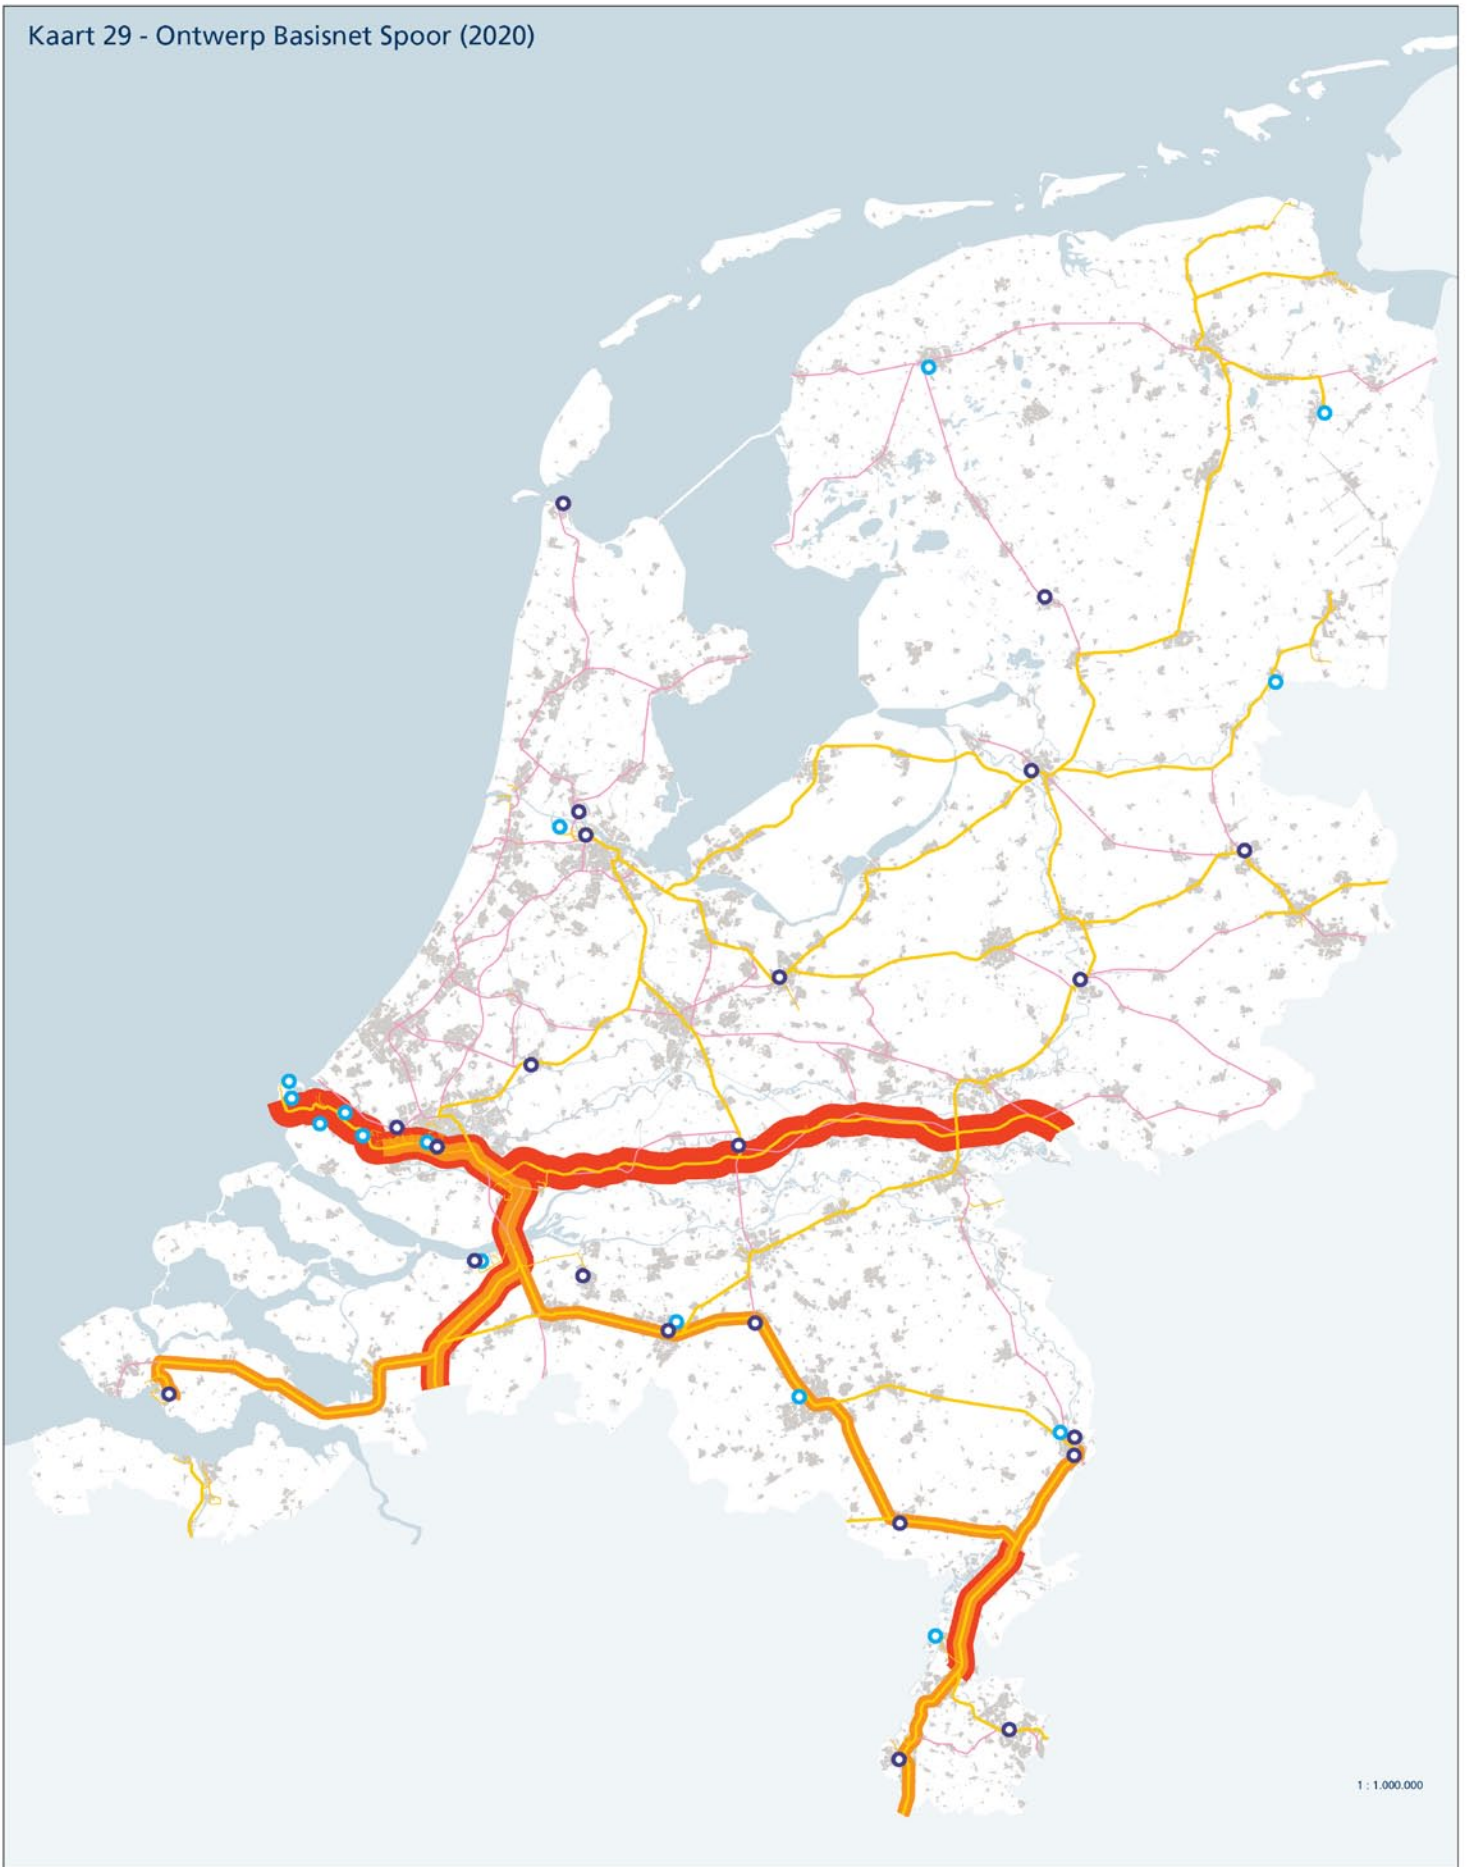 Kaart 29 - Ontwerp Basisnet Spoor (2020)
1 : 1.000.000